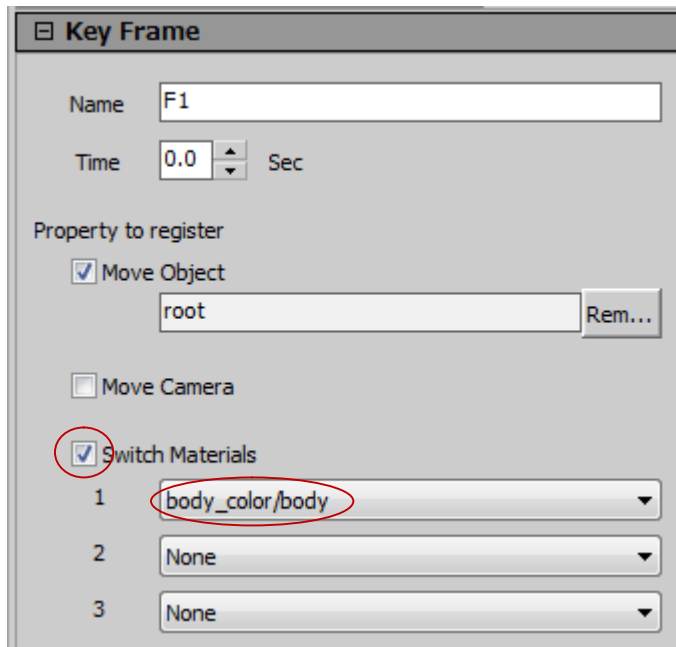 Key Frame
Name F1
Time 0.0 Sec
Property to register
Move Object
root Rem...
Move Camera
Switch Materials
1 body_color/body
2 None
3 None